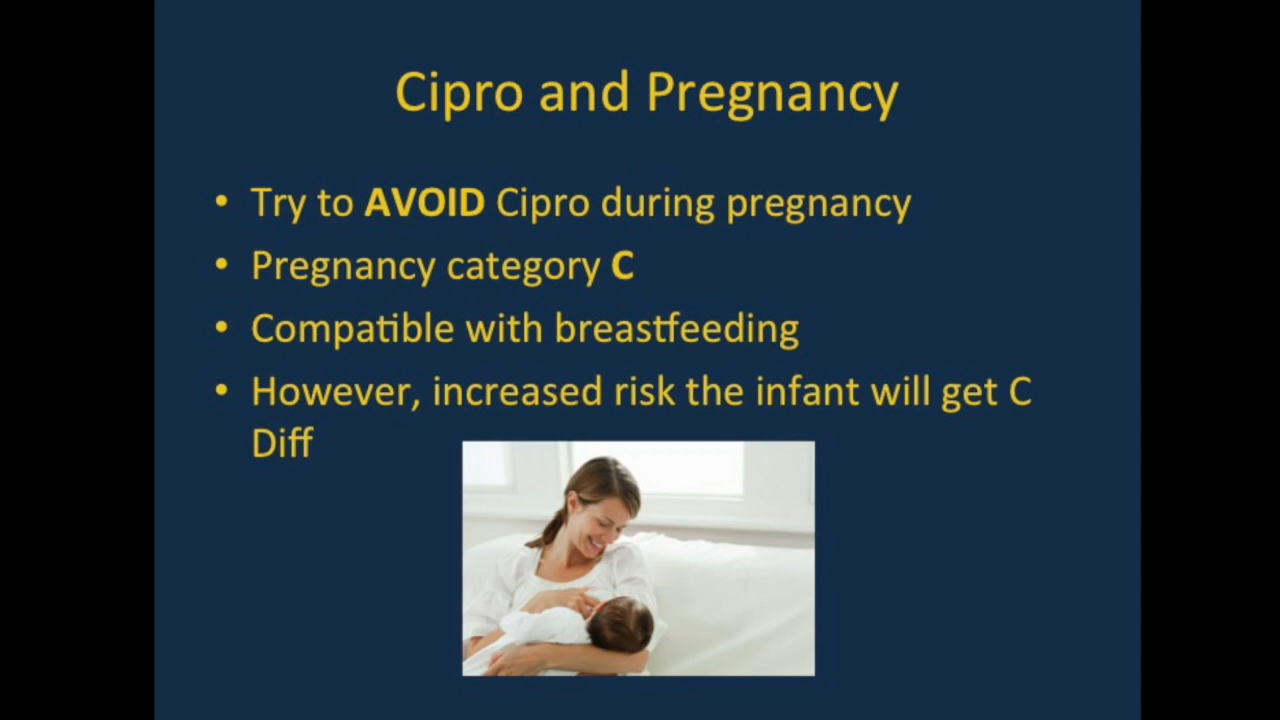 Cipro and Pregnancy
• Try to AVOID Cipro during pregnancy
• Pregnancy category C
• Compatible with breastfeeding
• However, increased risk the infant will get C
Diff